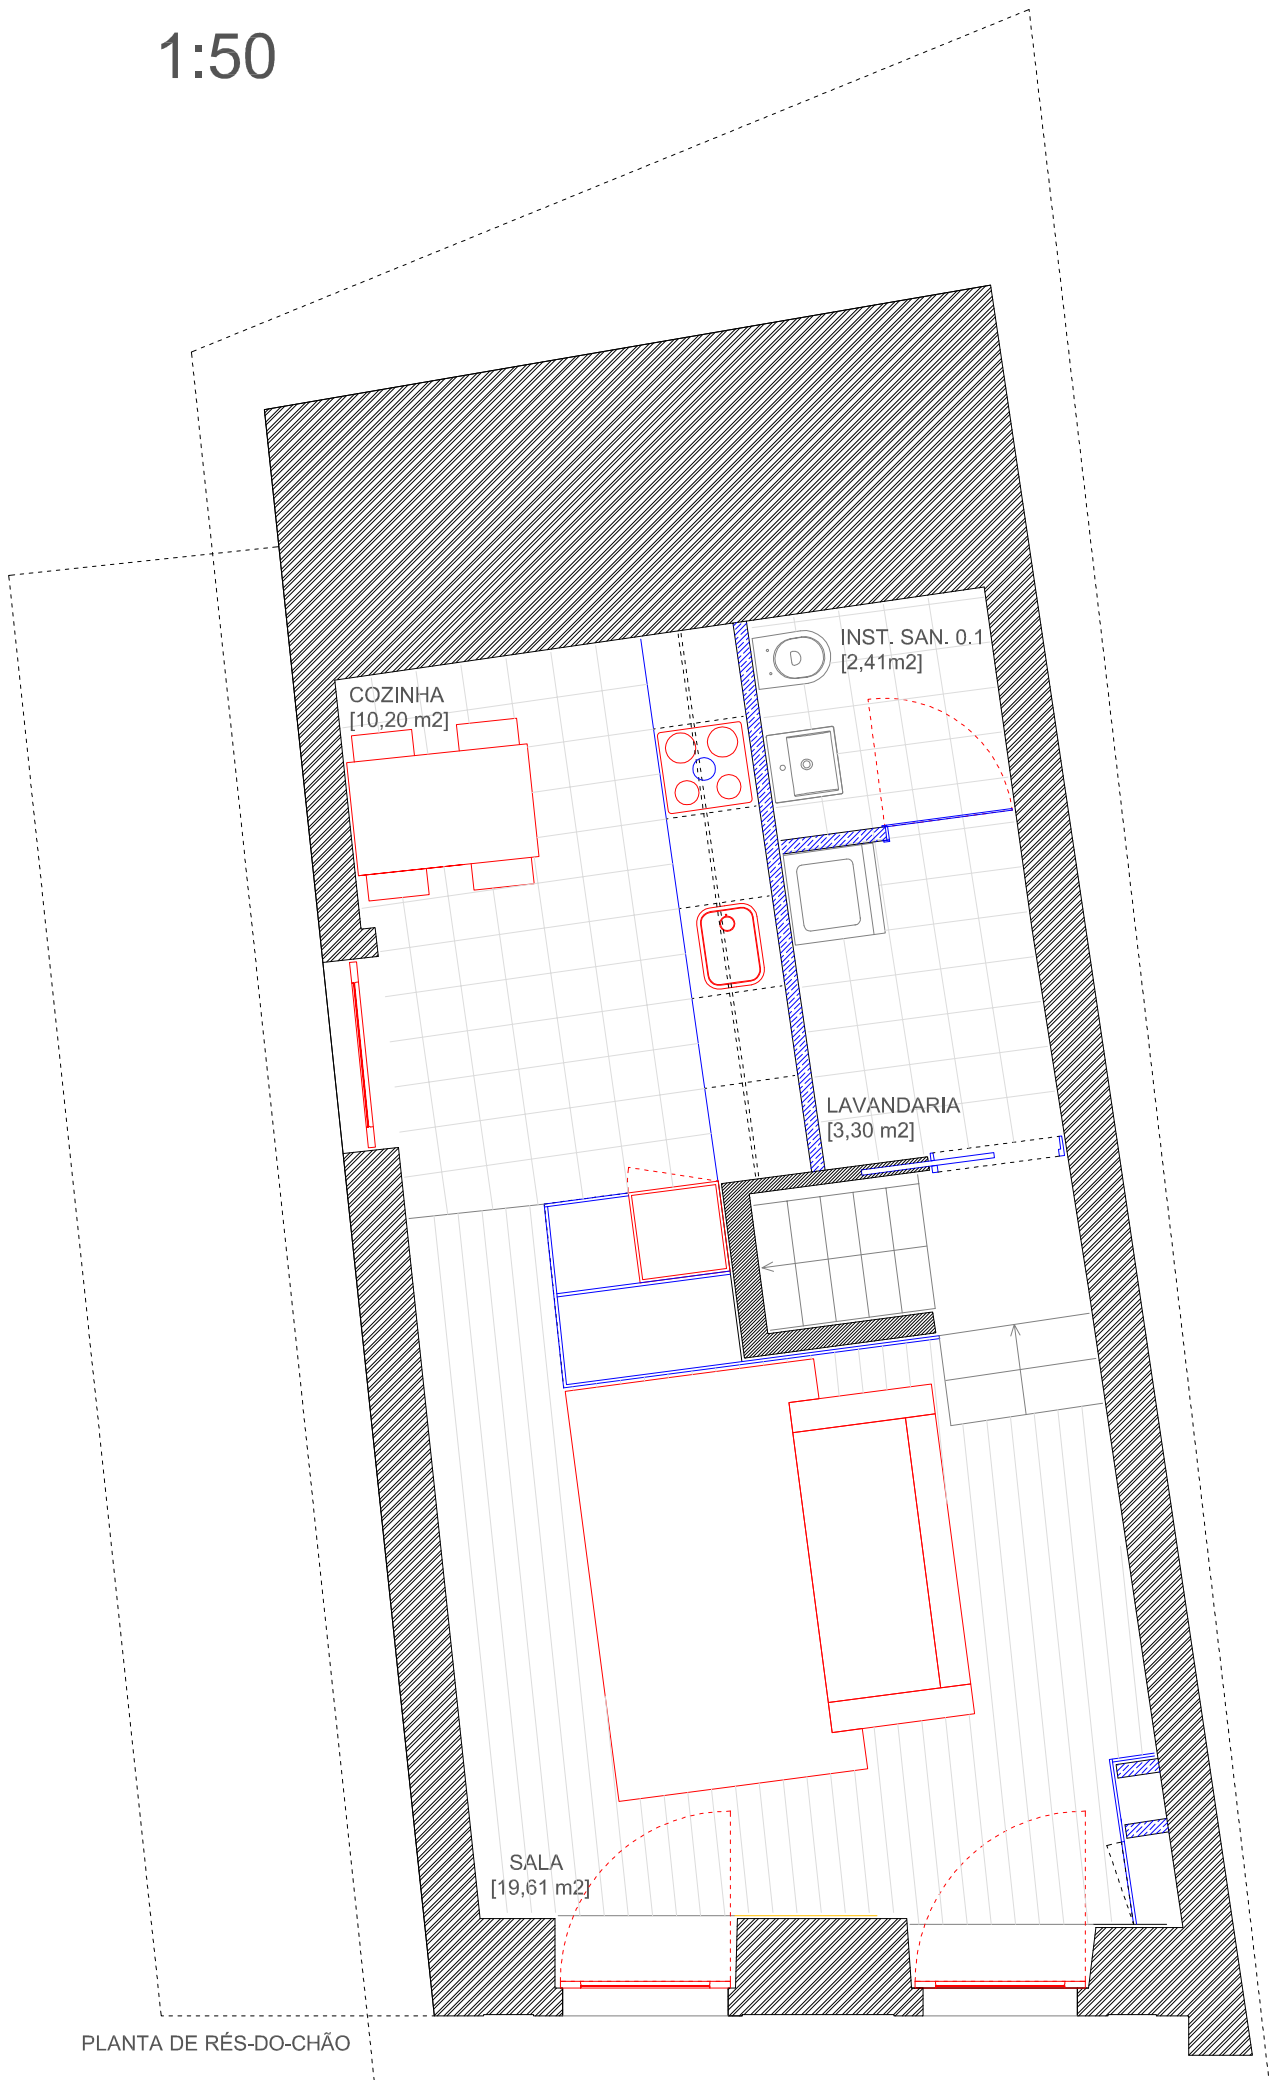 1:50
INST. SAN. 0.1
[2,41m2]
COZINHA
[10,20 m2]
LAVANDARIA
[3,30 m2]
SALA
[19,61 m2]
PLANTA DE RÉS-DO-CHÃO